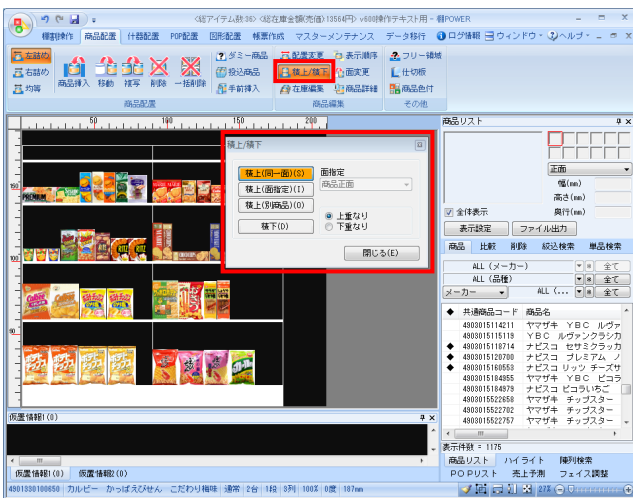 〈総アイテム数:36〉〈総在庫金額(売価):13564円〉 v600操作テキスト用 - 棚POWER
棚割操作 商品配置 什器配置 POP配置 図形配置 帳票作成 マスターメンテナンス データ移行 ログ情報 ウィンドウ ヘルプ
左詰め 右詰め 均等
商品挿入 移動 複写 削除 一括削除
ダミー商品 投込商品 手前挿入
商品配置
配置変更 表示順序
積上/積下 面変更
在庫編集 商品詳細
商品編集
フリー領域
仕切板
商品色付
その他
50 100 150 200
150
100
50
積上/積下
積上(同一面)(S)
積上(面指定)(I)
積上(別商品)(O)
積下(D)
面指定
商品正面
上重なり
下重なり
閉じる(E)
商品リスト
正面
幅(mm)
高さ(mm)
奥行(mm)
全体表示
表示設定 ファイル出力
商品 比較 削除 絞込検索 単品検索
ALL (メーカー) 全て
ALL (品種) 全て
メーカー ALL (... 全て
◆ 共通商品コード 商品名
4903015114211 ヤマザキ YBC ルヴァ
4903015115119 YBC ルヴァンクラシカ
◆ 4903015118714 ナビスコ セサミクラッカ
4903015120700 ナビスコ プレミアム ノ
◆ 4903015160553 ナビスコ リッツ チーズサ
4903015184955 ヤマザキ YBC ピコラ
4903015184979 ナビスコ ピコラいちご
4903015522658 ヤマザキ チップスター
4903015522702 ヤマザキ チップスター
4903015522757 ヤマザキ チップスター
表示件数 = 1175
商品リスト ハイライト 陳列検索
POPリスト 売上予測 フェイス調整
仮置情報1(0)
仮置情報1(0) 仮置情報2(0)
4901330100650 カルビー かっぱえびせん こだわり梅味 通常 2台 1段 3列 100% 0度 187mm
27%